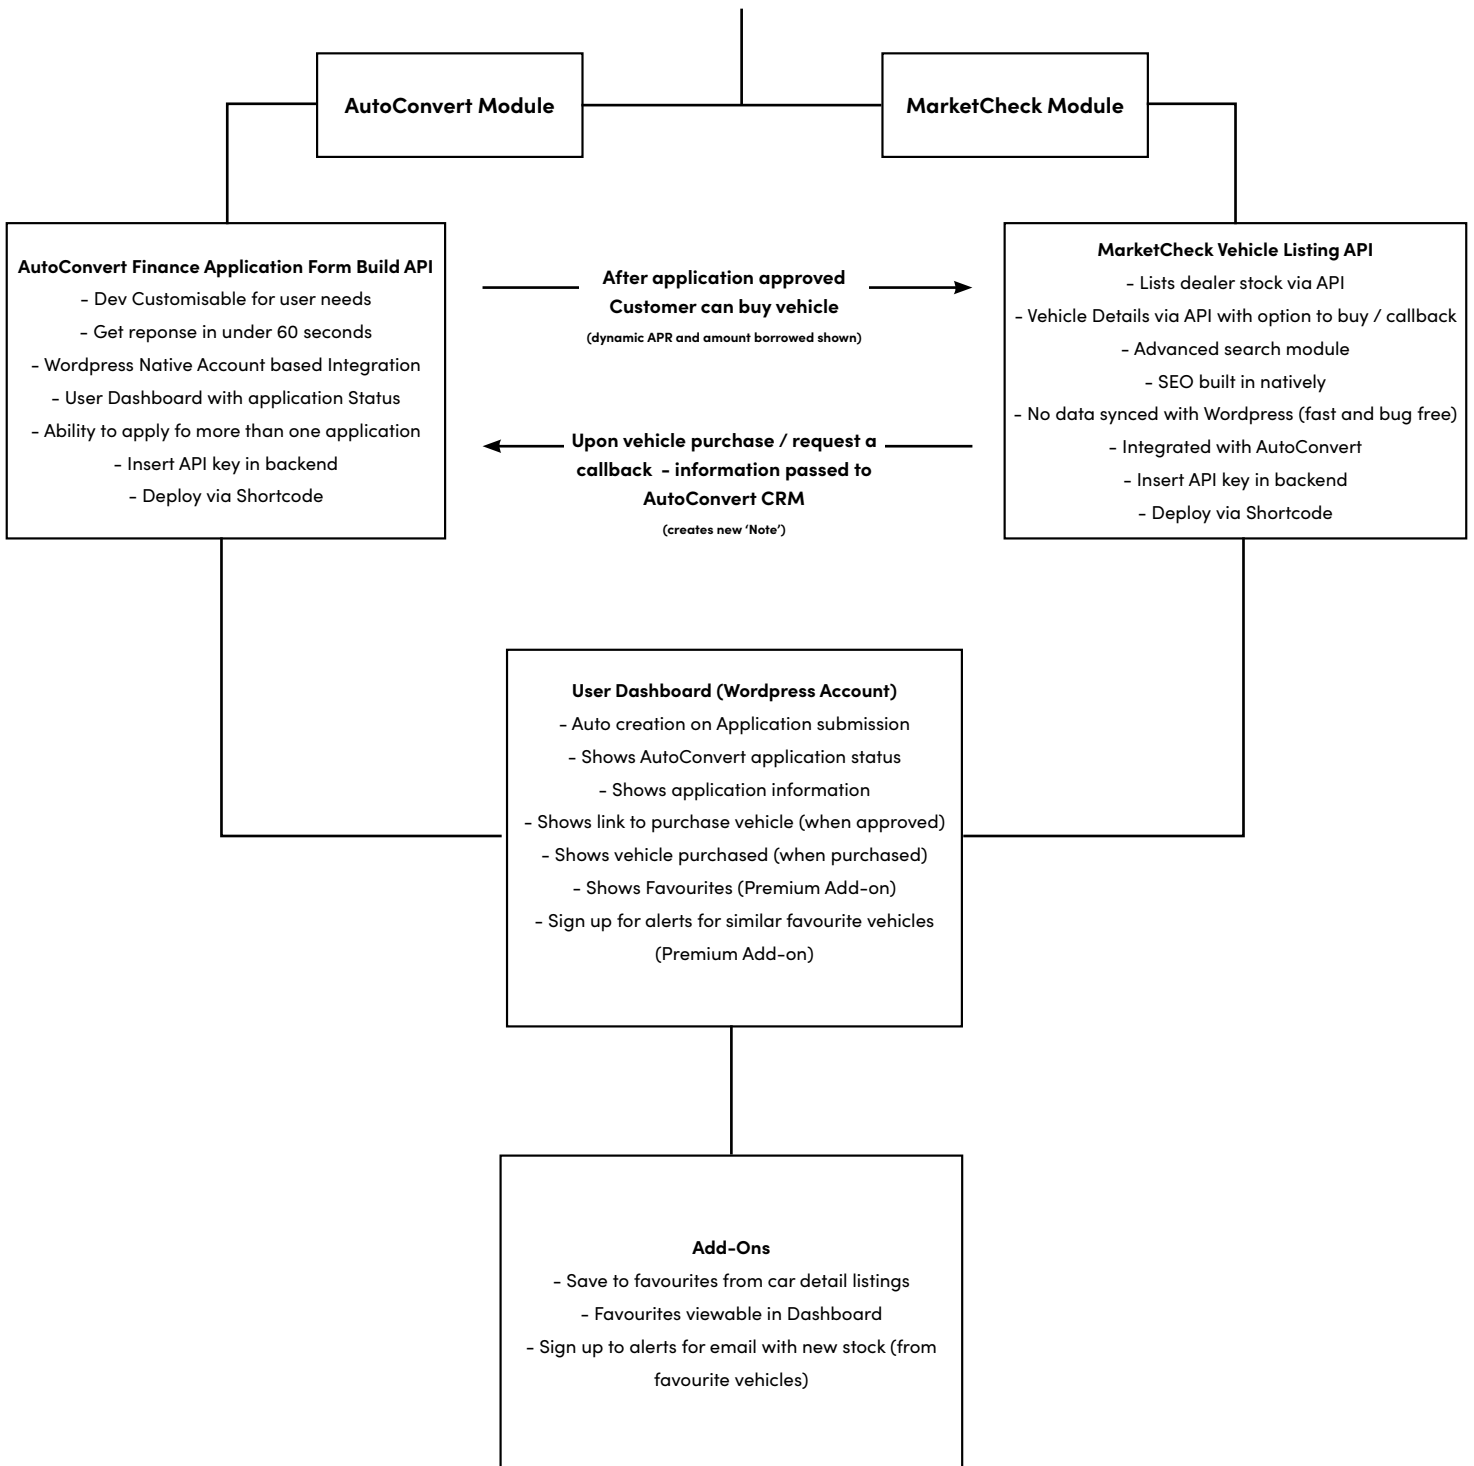 AutoConvert Module
MarketCheck Module
AutoConvert Finance Application Form Build API
- Dev Customisable for user needs
- Get reponse in under 60 seconds
- Wordpress Native Account based Integration
- User Dashboard with application Status
- Ability to apply fo more than one application
- Insert API key in backend
- Deploy via Shortcode
After application approved
Customer can buy vehicle
(dynamic APR and amount borrowed shown)
Upon vehicle purchase / request a
callback - information passed to
AutoConvert CRM
(creates new ‘Note’)
MarketCheck Vehicle Listing API
- Lists dealer stock via API
- Vehicle Details via API with option to buy / callback
- Advanced search module
- SEO built in natively
- No data synced with Wordpress (fast and bug free)
- Integrated with AutoConvert
- Insert API key in backend
- Deploy via Shortcode
User Dashboard (Wordpress Account)
- Auto creation on Application submission
- Shows AutoConvert application status
- Shows application information
- Shows link to purchase vehicle (when approved)
- Shows vehicle purchased (when purchased)
- Shows Favourites (Premium Add-on)
- Sign up for alerts for similar favourite vehicles
(Premium Add-on)
Add-Ons
- Save to favourites from car detail listings
- Favourites viewable in Dashboard
- Sign up to alerts for email with new stock (from
favourite vehicles)